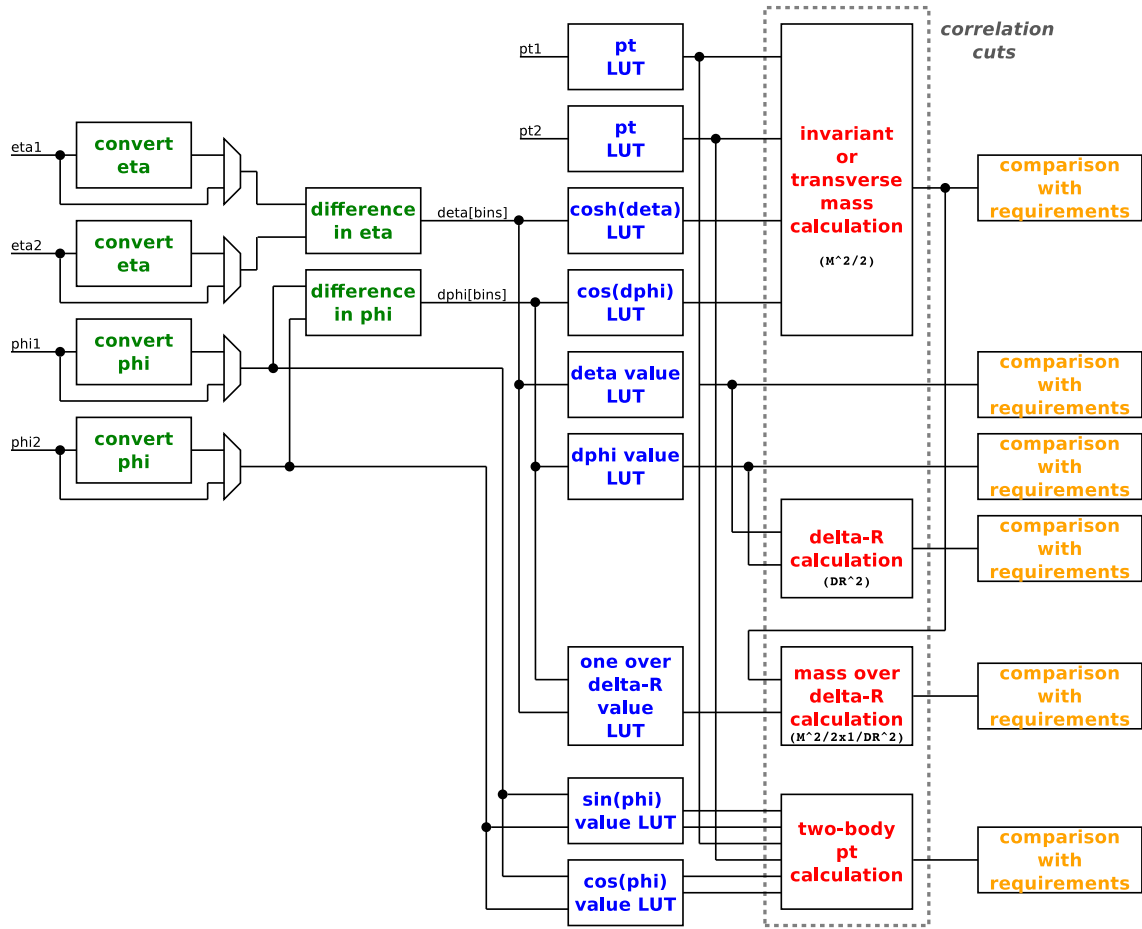 correlation
cuts
pt1
pt
LUT
pt2
pt
LUT
eta1
convert
eta
eta2
convert
eta
phi1
convert
phi
phi2
convert
phi
difference
in eta
deta[bins]
difference
in phi
dphi[bins]
cosh(deta)
LUT
cos(dphi)
LUT
deta value
LUT
dphi value
LUT
one over
delta-R
value
LUT
sin(phi)
value LUT
cos(phi)
value LUT
invariant
or
transverse
mass
calculation
(M^2/2)
delta-R
calculation
(DR^2)
mass over
delta-R
calculation
(M^2/2x1/DR^2)
two-body
pt
calculation
comparison
with
requirements
comparison
with
requirements
comparison
with
requirements
comparison
with
requirements
comparison
with
requirements
comparison
with
requirements